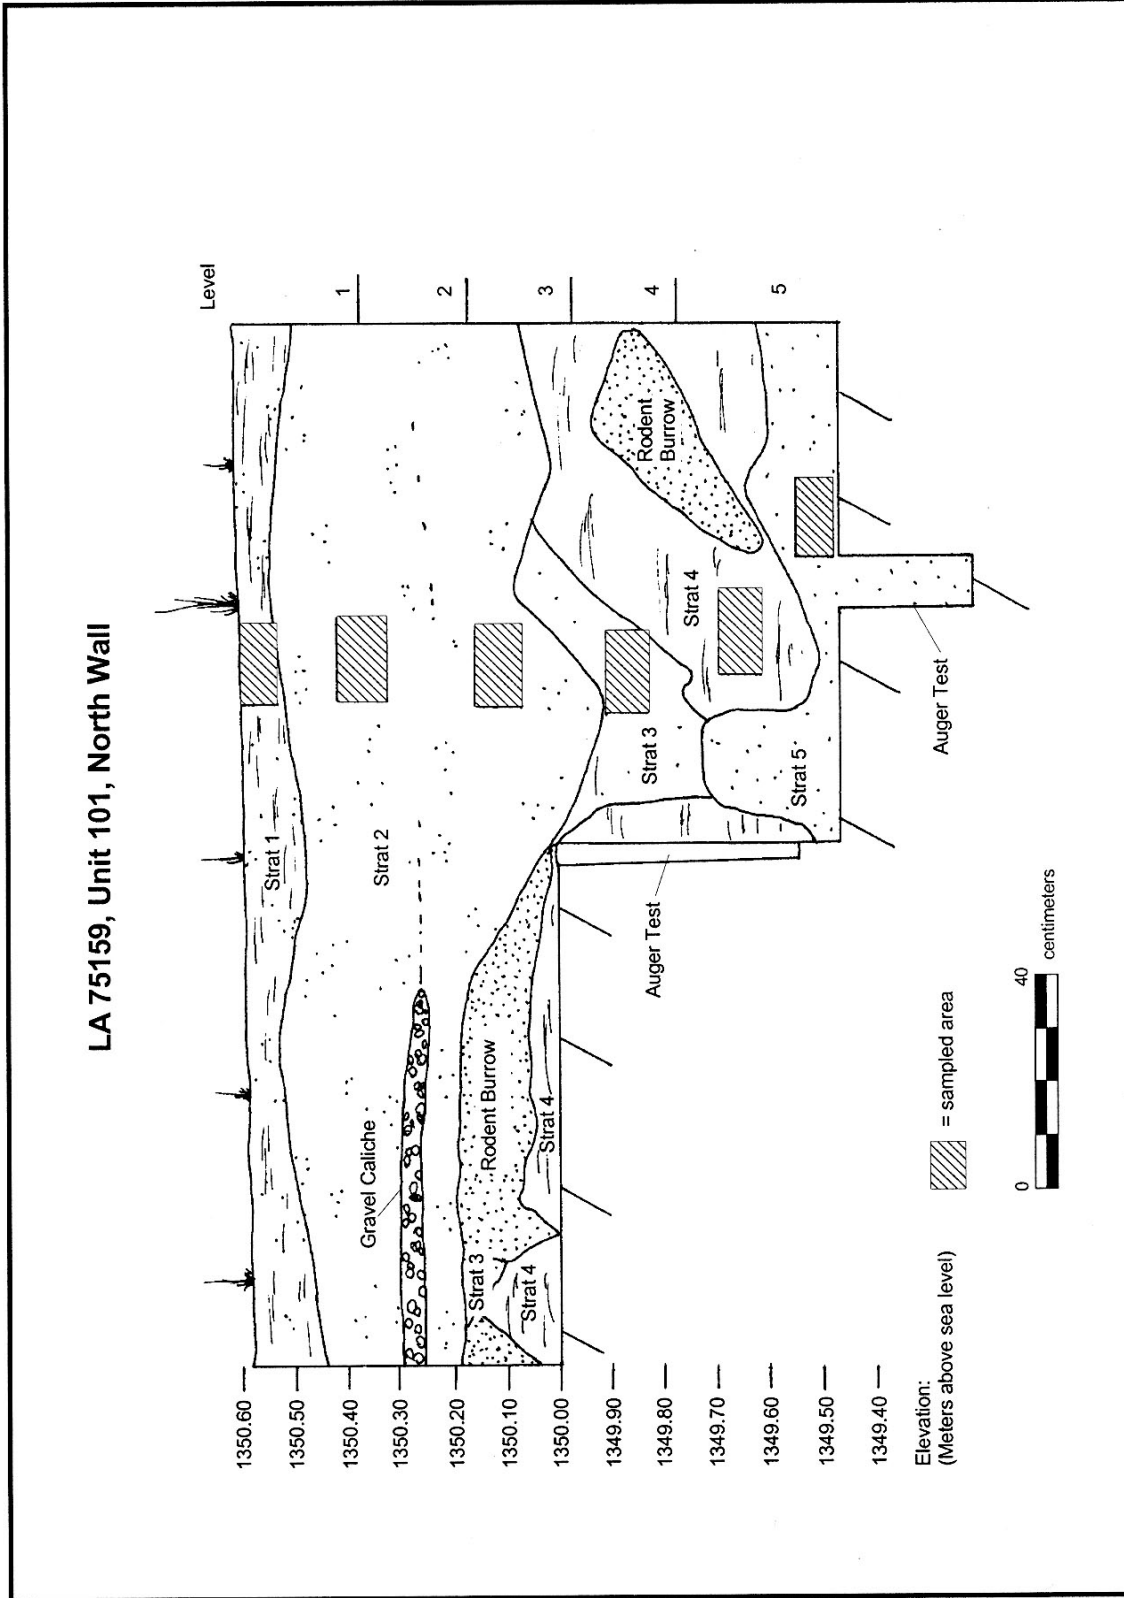 LA 75159, Unit 101, North Wall
Level
1
2
3
4
5
Strat 1
Strat 2
Gravel Caliche
Rodent Burrow
Strat 3
Strat 4
Strat 4
Strat 3
Strat 4
Strat 5
Rodent
Burrow
Auger Test
Auger Test
1350.60
1350.50
1350.40
1350.30
1350.20
1350.10
1350.00
1349.90
1349.80
1349.70
1349.60
1349.50
1349.40
Elevation:
(Meters above sea level)
= sampled area
0
40
centimeters